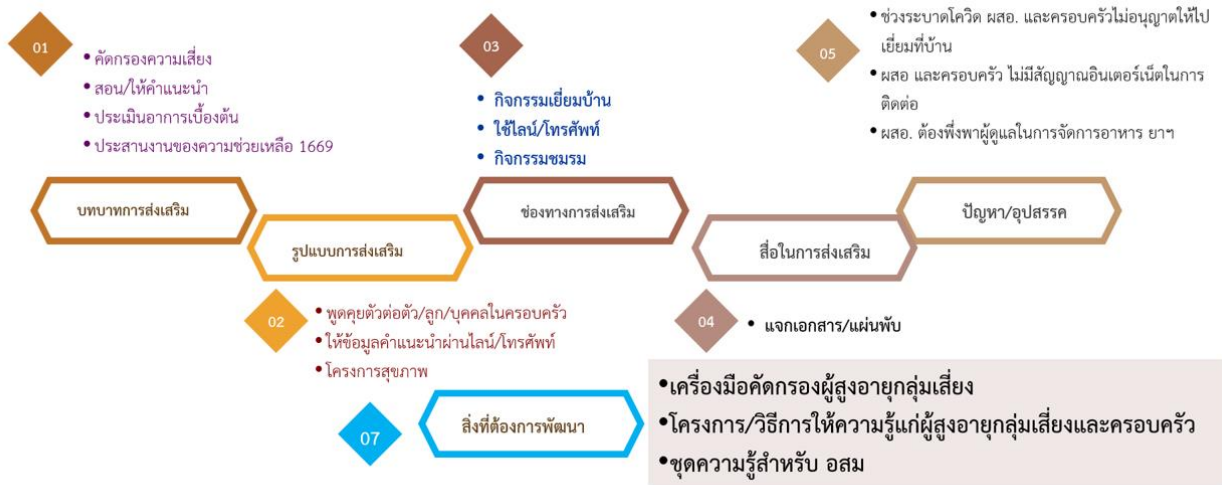 01
• คัดกรองความเสี่ยง
• สอน/ให้คำแนะนำ
• ประเมินอาการเบื้องต้น
• ประสานงานของความช่วยเหลือ 1669
บทบาทการส่งเสริม
02
• พูดคุยตัวต่อตัว/ลูก/บุคคลในครอบครัว
• ให้ข้อมูลคำแนะนำผ่านไลน์/โทรศัพท์
• โครงการสุขภาพ
รูปแบบการส่งเสริม
03
• กิจกรรมเยี่ยมบ้าน
• ใช้ไลน์/โทรศัพท์
• กิจกรรมชมรม
ช่องทางการส่งเสริม
04
• แจกเอกสาร/แผ่นพับ
สื่อในการส่งเสริม
05
• ช่วงระบาดโควิด ผสอ. และครอบครัวไม่อนุญาตให้ไป
เยี่ยมที่บ้าน
• ผสอ และครอบครัว ไม่มีสัญญาณอินเตอร์เน็ตในการ
ติดต่อ
• ผสอ. ต้องพึ่งพาผู้ดูแลในการจัดการอาหาร ยาฯ
ปัญหา/อุปสรรค
07
สิ่งที่ต้องการพัฒนา
•เครื่องมือคัดกรองผู้สูงอายุกลุ่มเสี่ยง
•โครงการ/วิธีการให้ความรู้แก่ผู้สูงอายุกลุ่มเสี่ยงและครอบครัว
•ชุดความรู้สำหรับ อสม